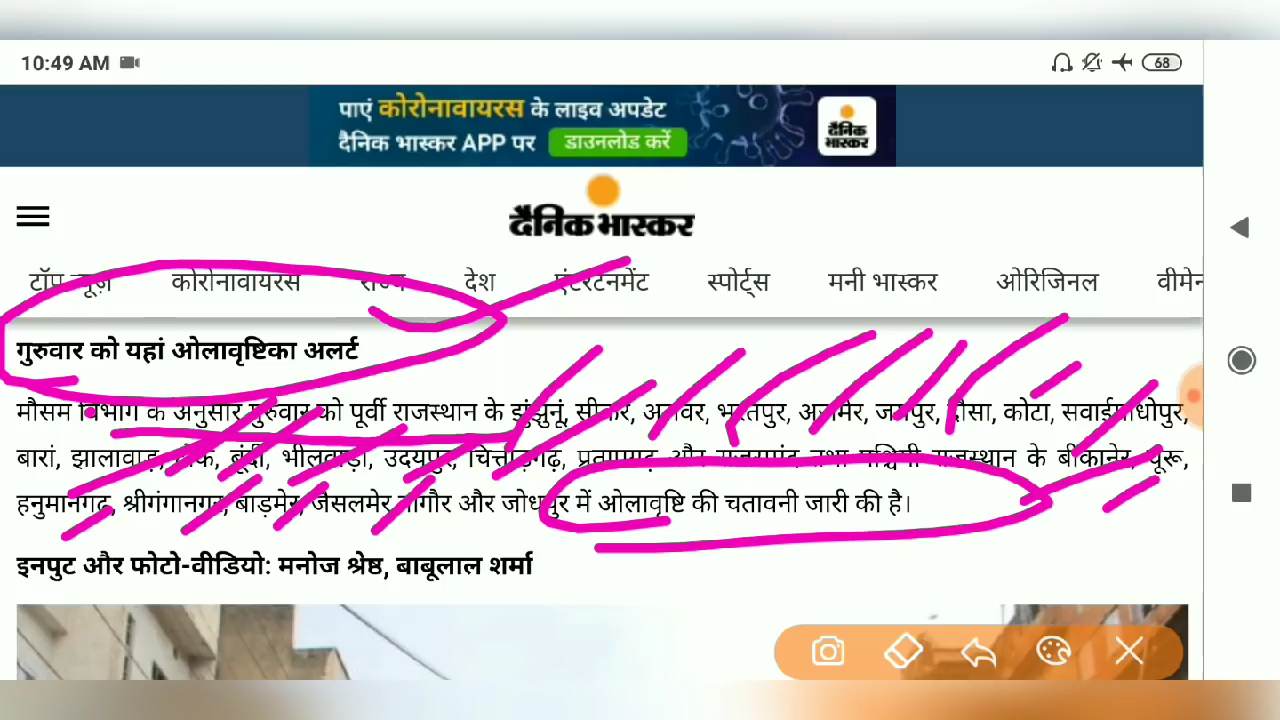 10:49 AM
68
पाएं कोरोनावायरस के लाइव अपडेट
दैनिक भास्कर APP पर डाउनलोड करें
दैनिक
भास्कर
दैनिक भास्कर
टॉप न्यूज़ कोरोनावायरस राज्य देश एंटरटेनमेंट स्पोर्ट्स मनी भास्कर ओरिजिनल वीमेन
गुरुवार को यहां ओलावृष्टिका अलर्ट
मौसम विभाग के अनुसार गुरुवार को पूर्वी राजस्थान के झुंझुनूं, सीकर, अलवर, भरतपुर, अजमेर, जयपुर, दौसा, कोटा, सवाईमाधोपुर,
बारां, झालावाड़, टोंक, बूंदी, भीलवाड़ा, उदयपुर, चित्तौड़गढ़, प्रतापगढ़ और राजसमंद तथा पश्चिमी राजस्थान के बीकानेर, चूरू,
हनुमानगढ़, श्रीगंगानगर, बाड़मेर, जैसलमेर, नागौर और जोधपुर में ओलावृष्टि की चतावनी जारी की है।
इनपुट और फोटो-वीडियो: मनोज श्रेष्ठ, बाबूलाल शर्मा